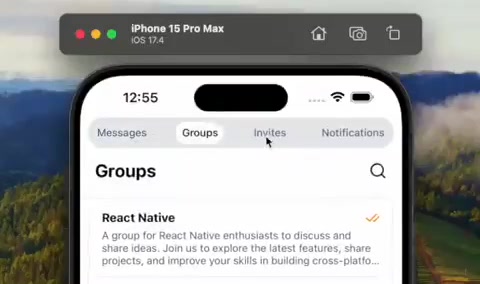 iPhone 15 Pro Max
iOS 17.4
12:55
Messages Groups Invites Notifications
Groups
React Native
A group for React Native enthusiasts to discuss and
share ideas. Join us to explore the latest features, share
projects, and improve your skills in building cross-platfo...